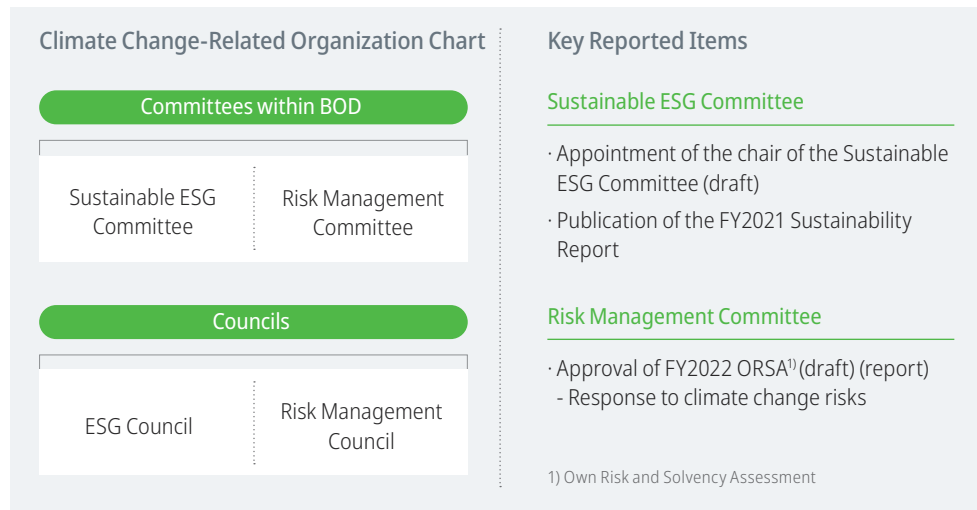 Climate Change-Related Organization Chart
Committees within BOD
Sustainable ESG
Committee
Risk Management
Committee
Councils
ESG Council
Risk Management
Council
Key Reported Items
Sustainable ESG Committee
· Appointment of the chair of the Sustainable
ESG Committee (draft)
· Publication of the FY2021 Sustainability
Report
Risk Management Committee
· Approval of FY2022 ORSA1) (draft) (report)
- Response to climate change risks
1) Own Risk and Solvency Assessment